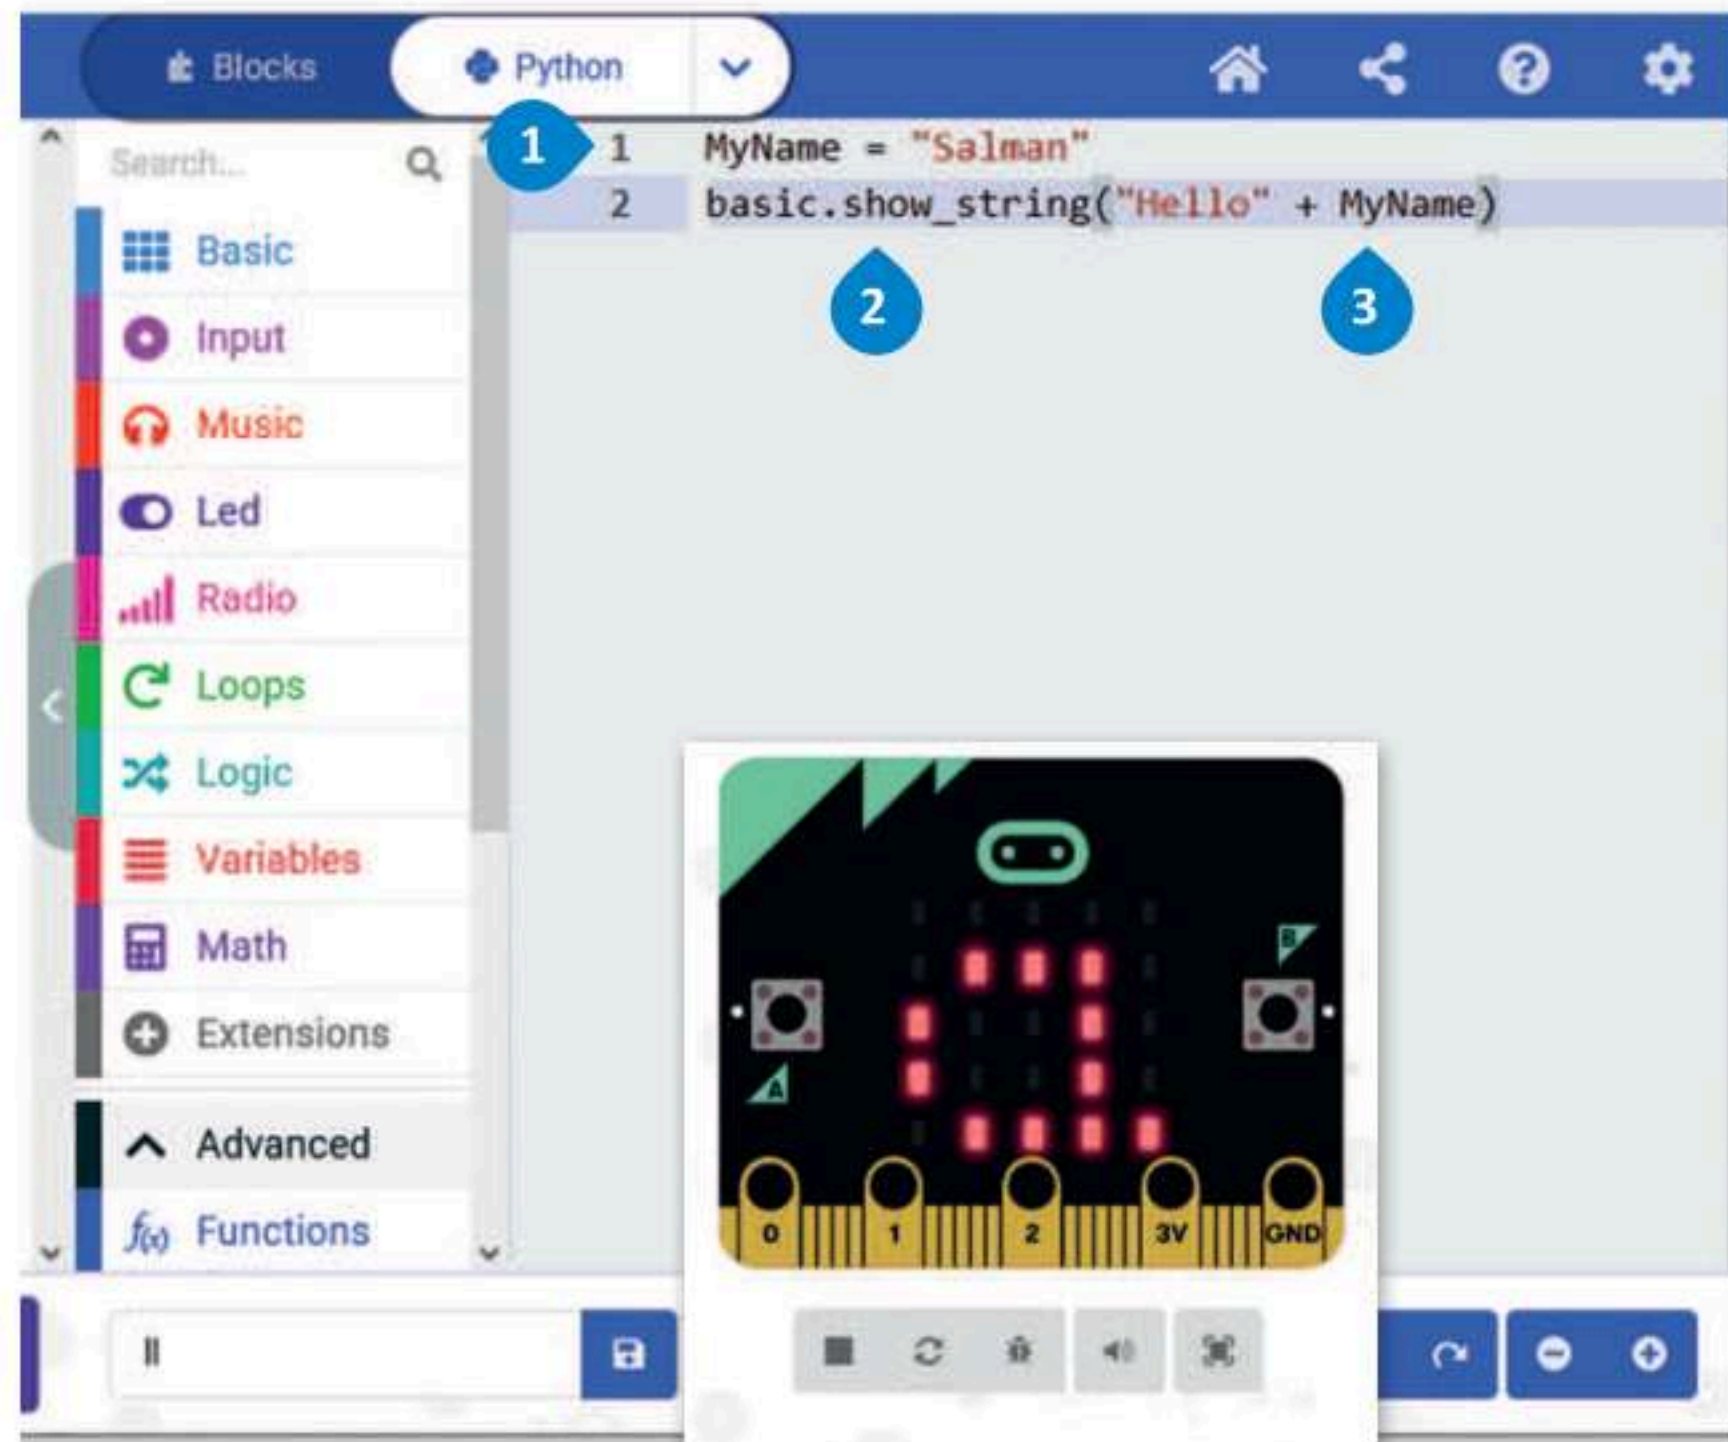 Blocks
Python
1
1 MyName = "Salman"
2 basic.show_string("Hello" + MyName)
2
3
Search...
Basic
Input
Music
Led
Radio
Loops
Logic
Variables
Math
Extensions
Advanced
f(x) Functions
B
A
0 1 2 3V GND
ll